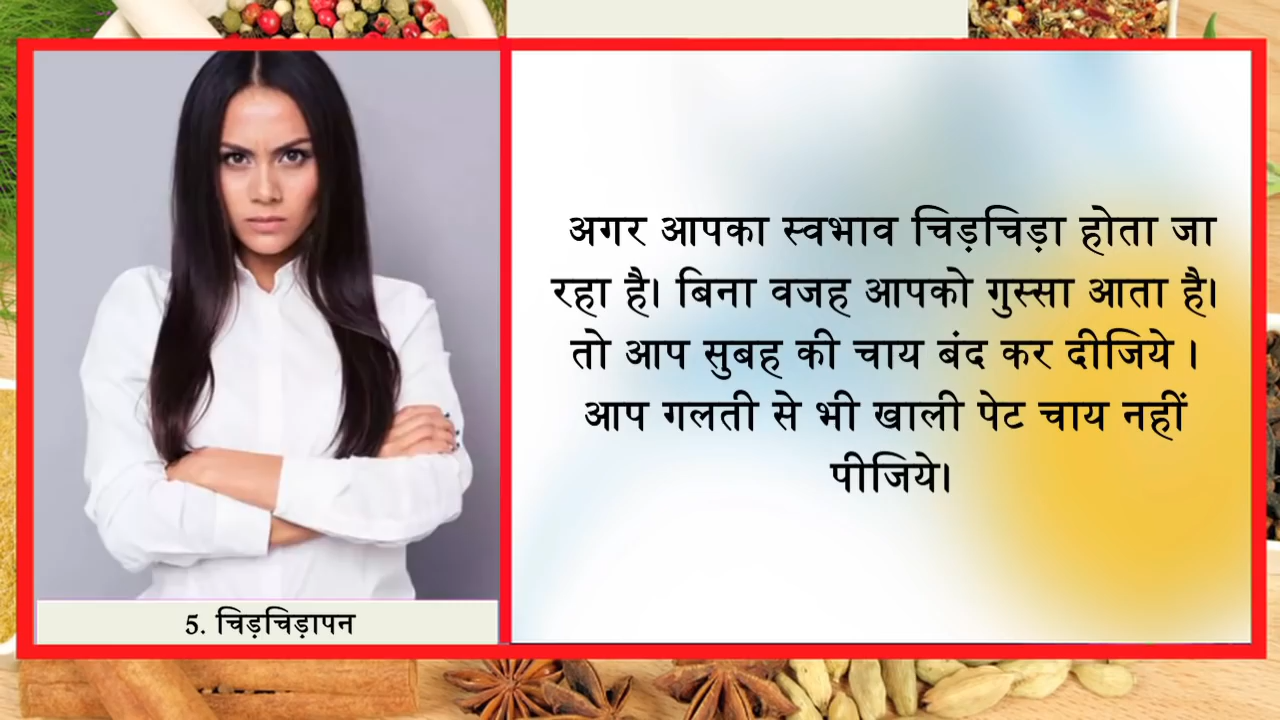 अगर आपका स्वभाव चिड़चिड़ा होता जा
रहा है। बिना वजह आपको गुस्सा आता है।
तो आप सुबह की चाय बंद कर दीजिये ।
आप गलती से भी खाली पेट चाय नहीं
पीजिये।
5. चिड़चिड़ापन